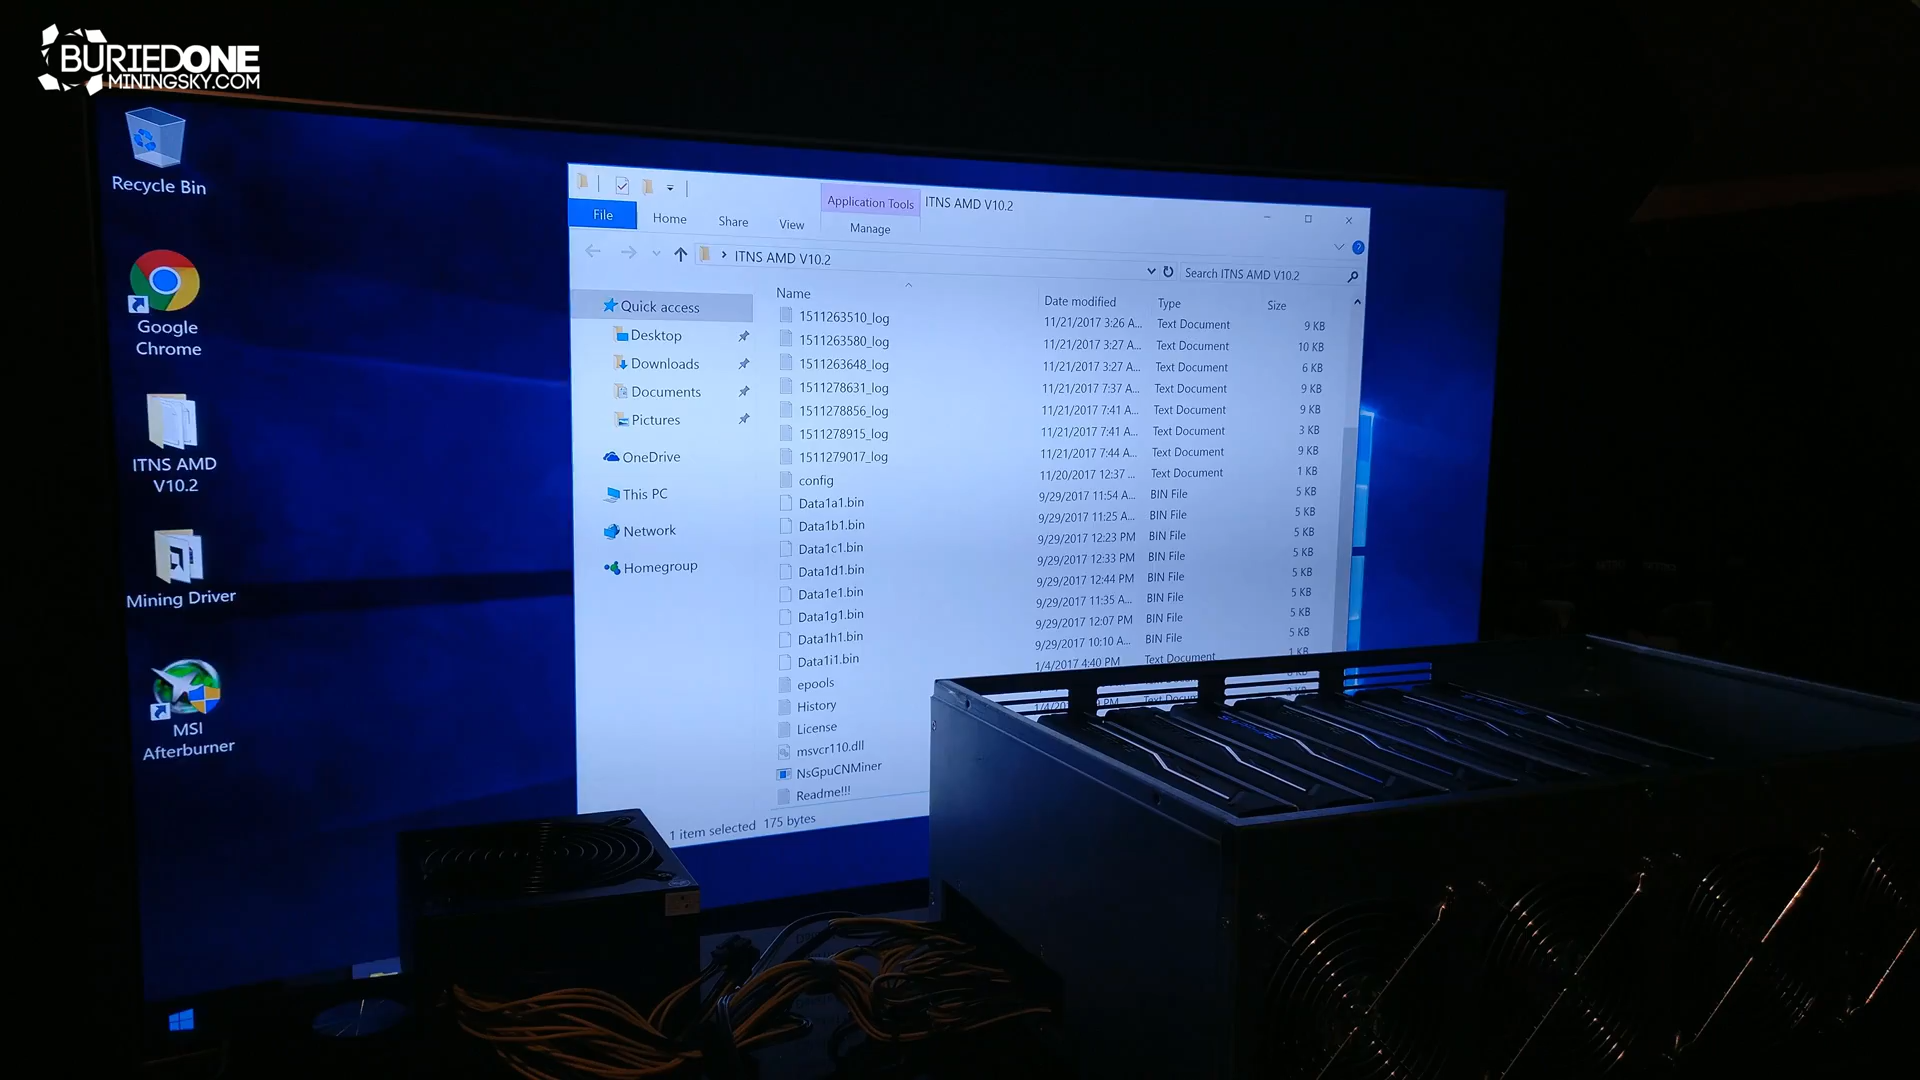 BURIEDONE
MININGSKY.COM
Recycle Bin
Google
Chrome
ITNS AMD
V10.2
Mining Driver
MSI
Afterburner
Application Tools ITNS AMD V10.2
File Home Share View Manage
ITNS AMD V10.2 Search ITNS AMD V10.2
Quick access
Desktop
Downloads
Documents
Pictures
OneDrive
This PC
Network
Homegroup
Name Date modified Type Size
1511263510_log 11/21/2017 3:26 A... Text Document 9 KB
1511263580_log 11/21/2017 3:27 A... Text Document 10 KB
1511263648_log 11/21/2017 3:27 A... Text Document 6 KB
1511278631_log 11/21/2017 7:37 A... Text Document 9 KB
1511278856_log 11/21/2017 7:41 A... Text Document 9 KB
1511278915_log 11/21/2017 7:41 A... Text Document 3 KB
1511279017_log 11/21/2017 7:44 A... Text Document 9 KB
config 11/20/2017 12:37 ... Text Document 1 KB
Data1a1.bin 9/29/2017 11:54 A... BIN File 5 KB
Data1b1.bin 9/29/2017 11:25 A... BIN File 5 KB
Data1c1.bin 9/29/2017 12:23 PM BIN File 5 KB
Data1d1.bin 9/29/2017 12:33 PM BIN File 5 KB
Data1e1.bin 9/29/2017 12:44 PM BIN File 5 KB
Data1g1.bin 9/29/2017 11:35 A... BIN File 5 KB
Data1h1.bin 9/29/2017 12:07 PM BIN File 5 KB
Data1i1.bin 9/29/2017 10:10 A... BIN File 5 KB
epools 1/4/2017 4:40 PM Text Document 1 KB
History
License
msvcr110.dll
NsGpuCNMiner
Readme!!!
1 item selected 175 bytes